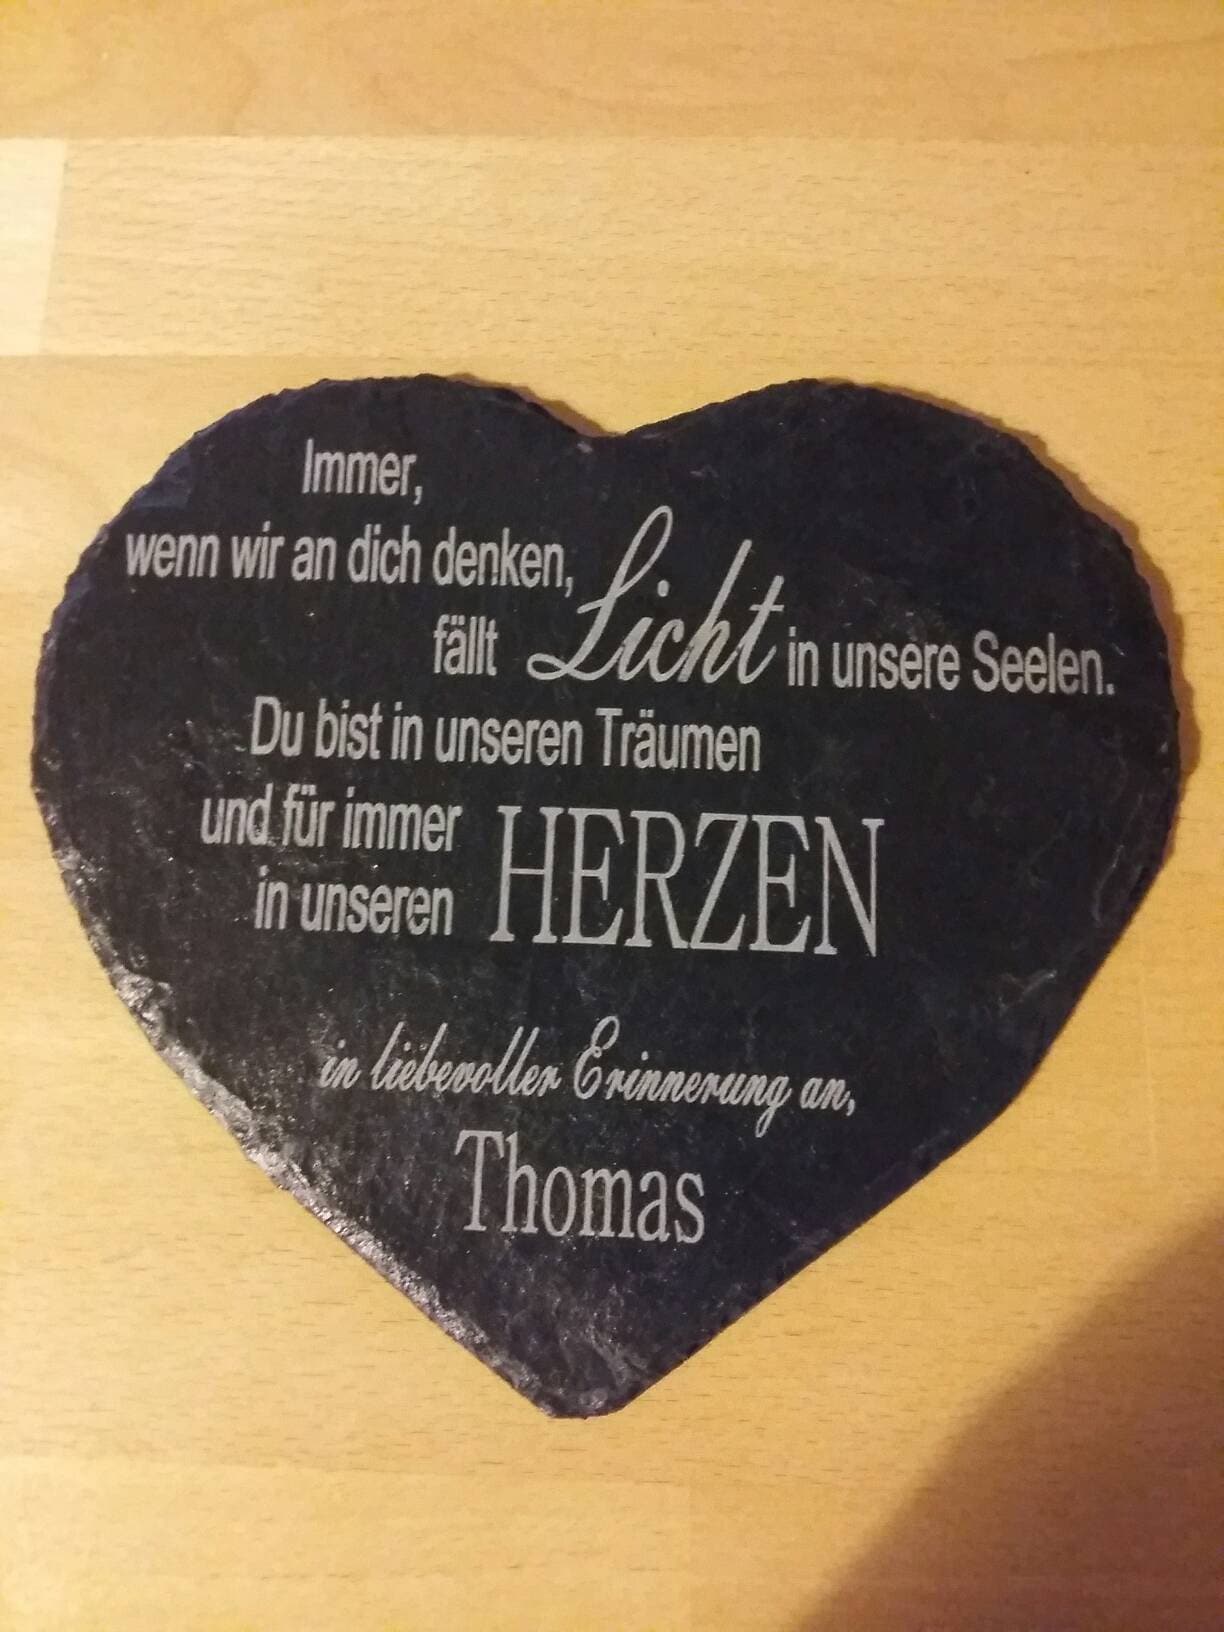 Immer,
wenn wir an dich denken,
fällt Licht in unsere Seelen.
Du bist in unseren Träumen
und für immer
in unseren HERZEN
in liebevoller Erinnerung an,
Thomas